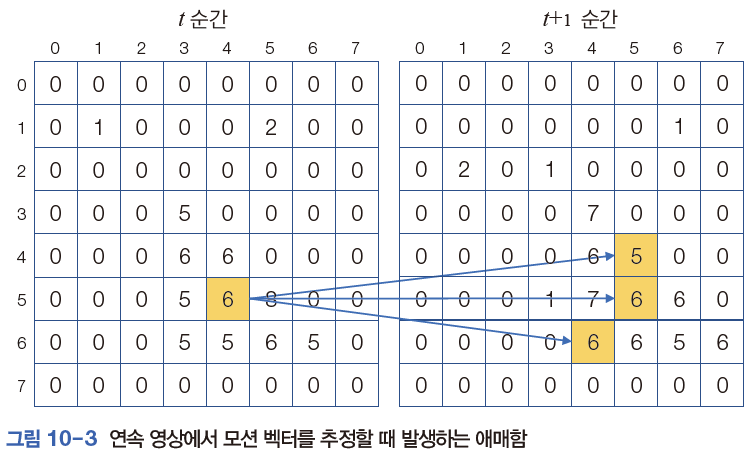 t 순간 t+1 순간
0 1 2 3 4 5 6 7 0 1 2 3 4 5 6 7
0 0 0 0 0 0 0 0 0 0 0 0 0 0 0 0 0
1 0 1 0 0 0 2 0 0 0 0 0 0 0 0 1 0
2 0 0 0 0 0 0 0 0 0 2 0 1 0 0 0 0
3 0 0 0 5 0 0 0 0 0 0 0 0 7 0 0 0
4 0 0 0 6 6 0 0 0 0 0 0 0 6 5 0 0
5 0 0 0 5 6 8 0 0 0 0 0 1 7 6 6 0
6 0 0 0 5 5 6 5 0 0 0 0 0 6 6 5 6
7 0 0 0 0 0 0 0 0 0 0 0 0 0 0 0 0
그림 10-3 연속 영상에서 모션 벡터를 추정할 때 발생하는 애매함